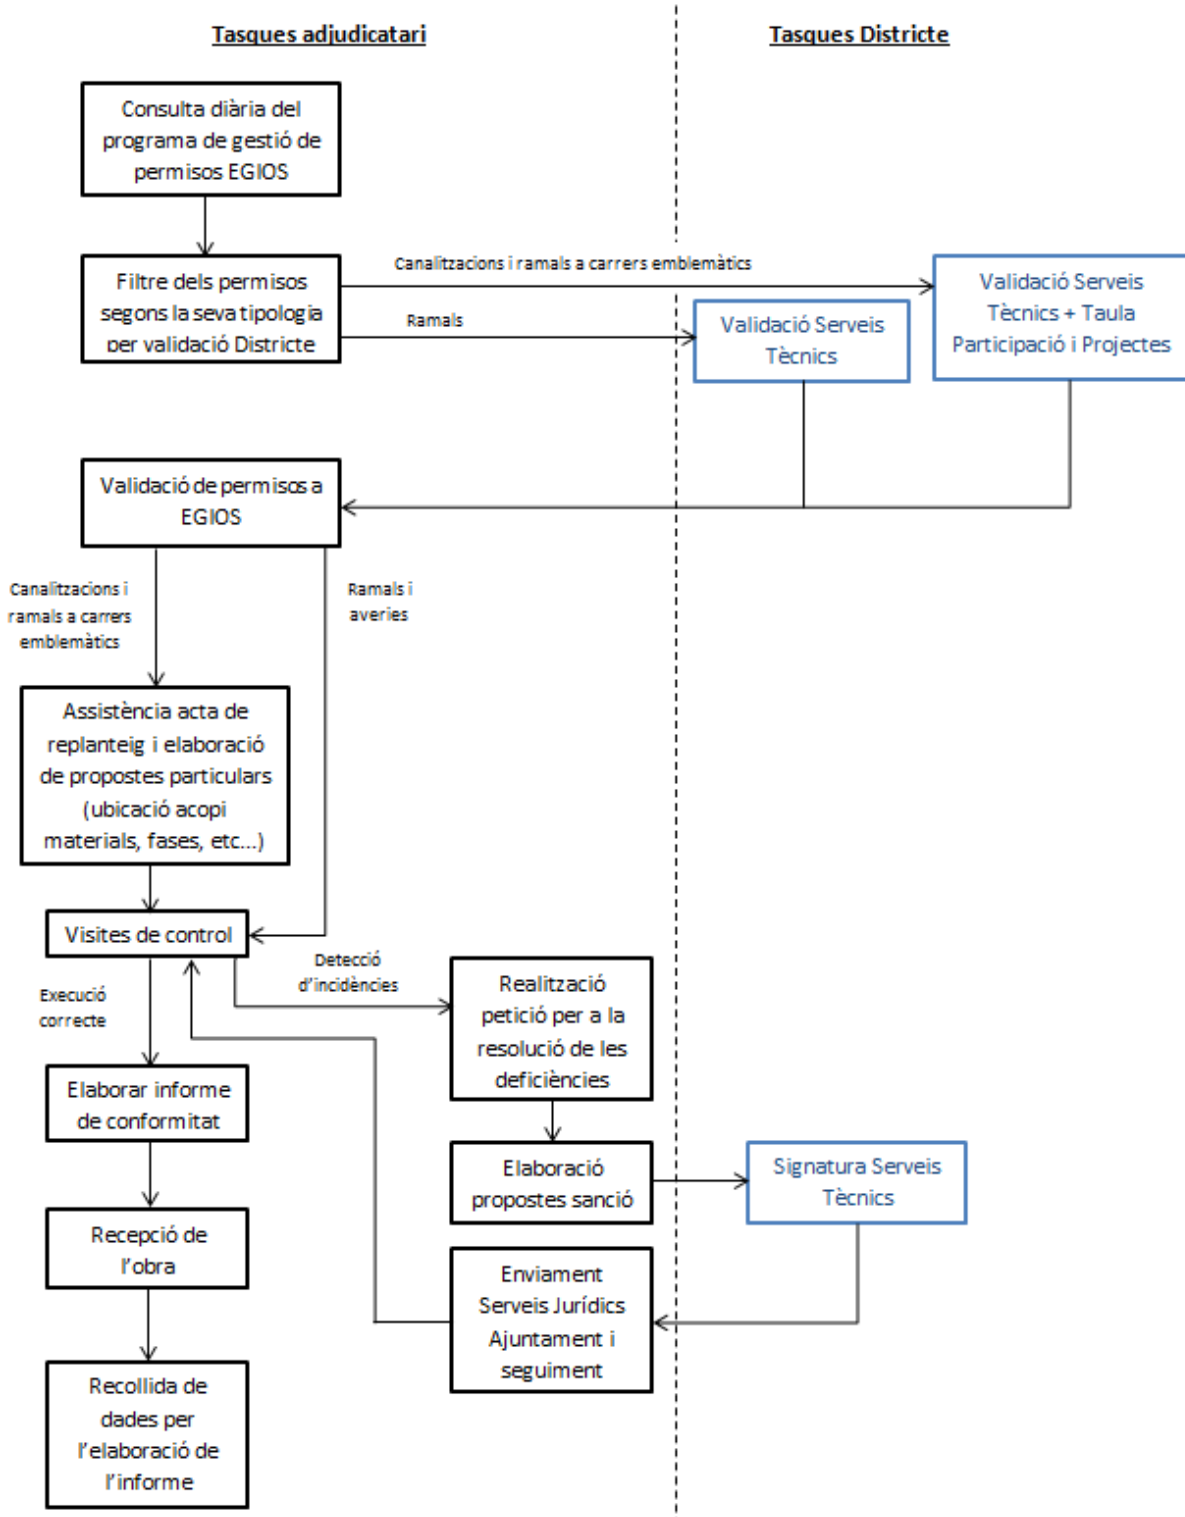 Tasques adjudicatari
Tasques Districte
Consulta diària del
programa de gestió de
permisos EGIOS
Filtre dels permisos
segons la seva tipologia
per validació Districte
Canalitzacions i ramals a carrers emblemàtics
Ramals
Validació Serveis
Tècnics
Validació Serveis
Tècnics + Taula
Participació i Projectes
Validació de permisos a
EGIOS
Canalitzacions i
ramals a carrers
emblemàtics
Ramals i
averies
Assistència acta de
replanteig i elaboració
de propostes particulars
(ubicació acopi
materials, fases, etc...)
Visites de control
Detecció
d'incidències
Execució
correcte
Realització
petició per a la
resolució de les
deficiències
Elaborar informe
de conformitat
Elaboració
propostes sanció
Signatura Serveis
Tècnics
Recepció de
l'obra
Enviament
Serveis Jurídics
Ajuntament i
seguiment
Recollida de
dades per
l'elaboració de
l'informe